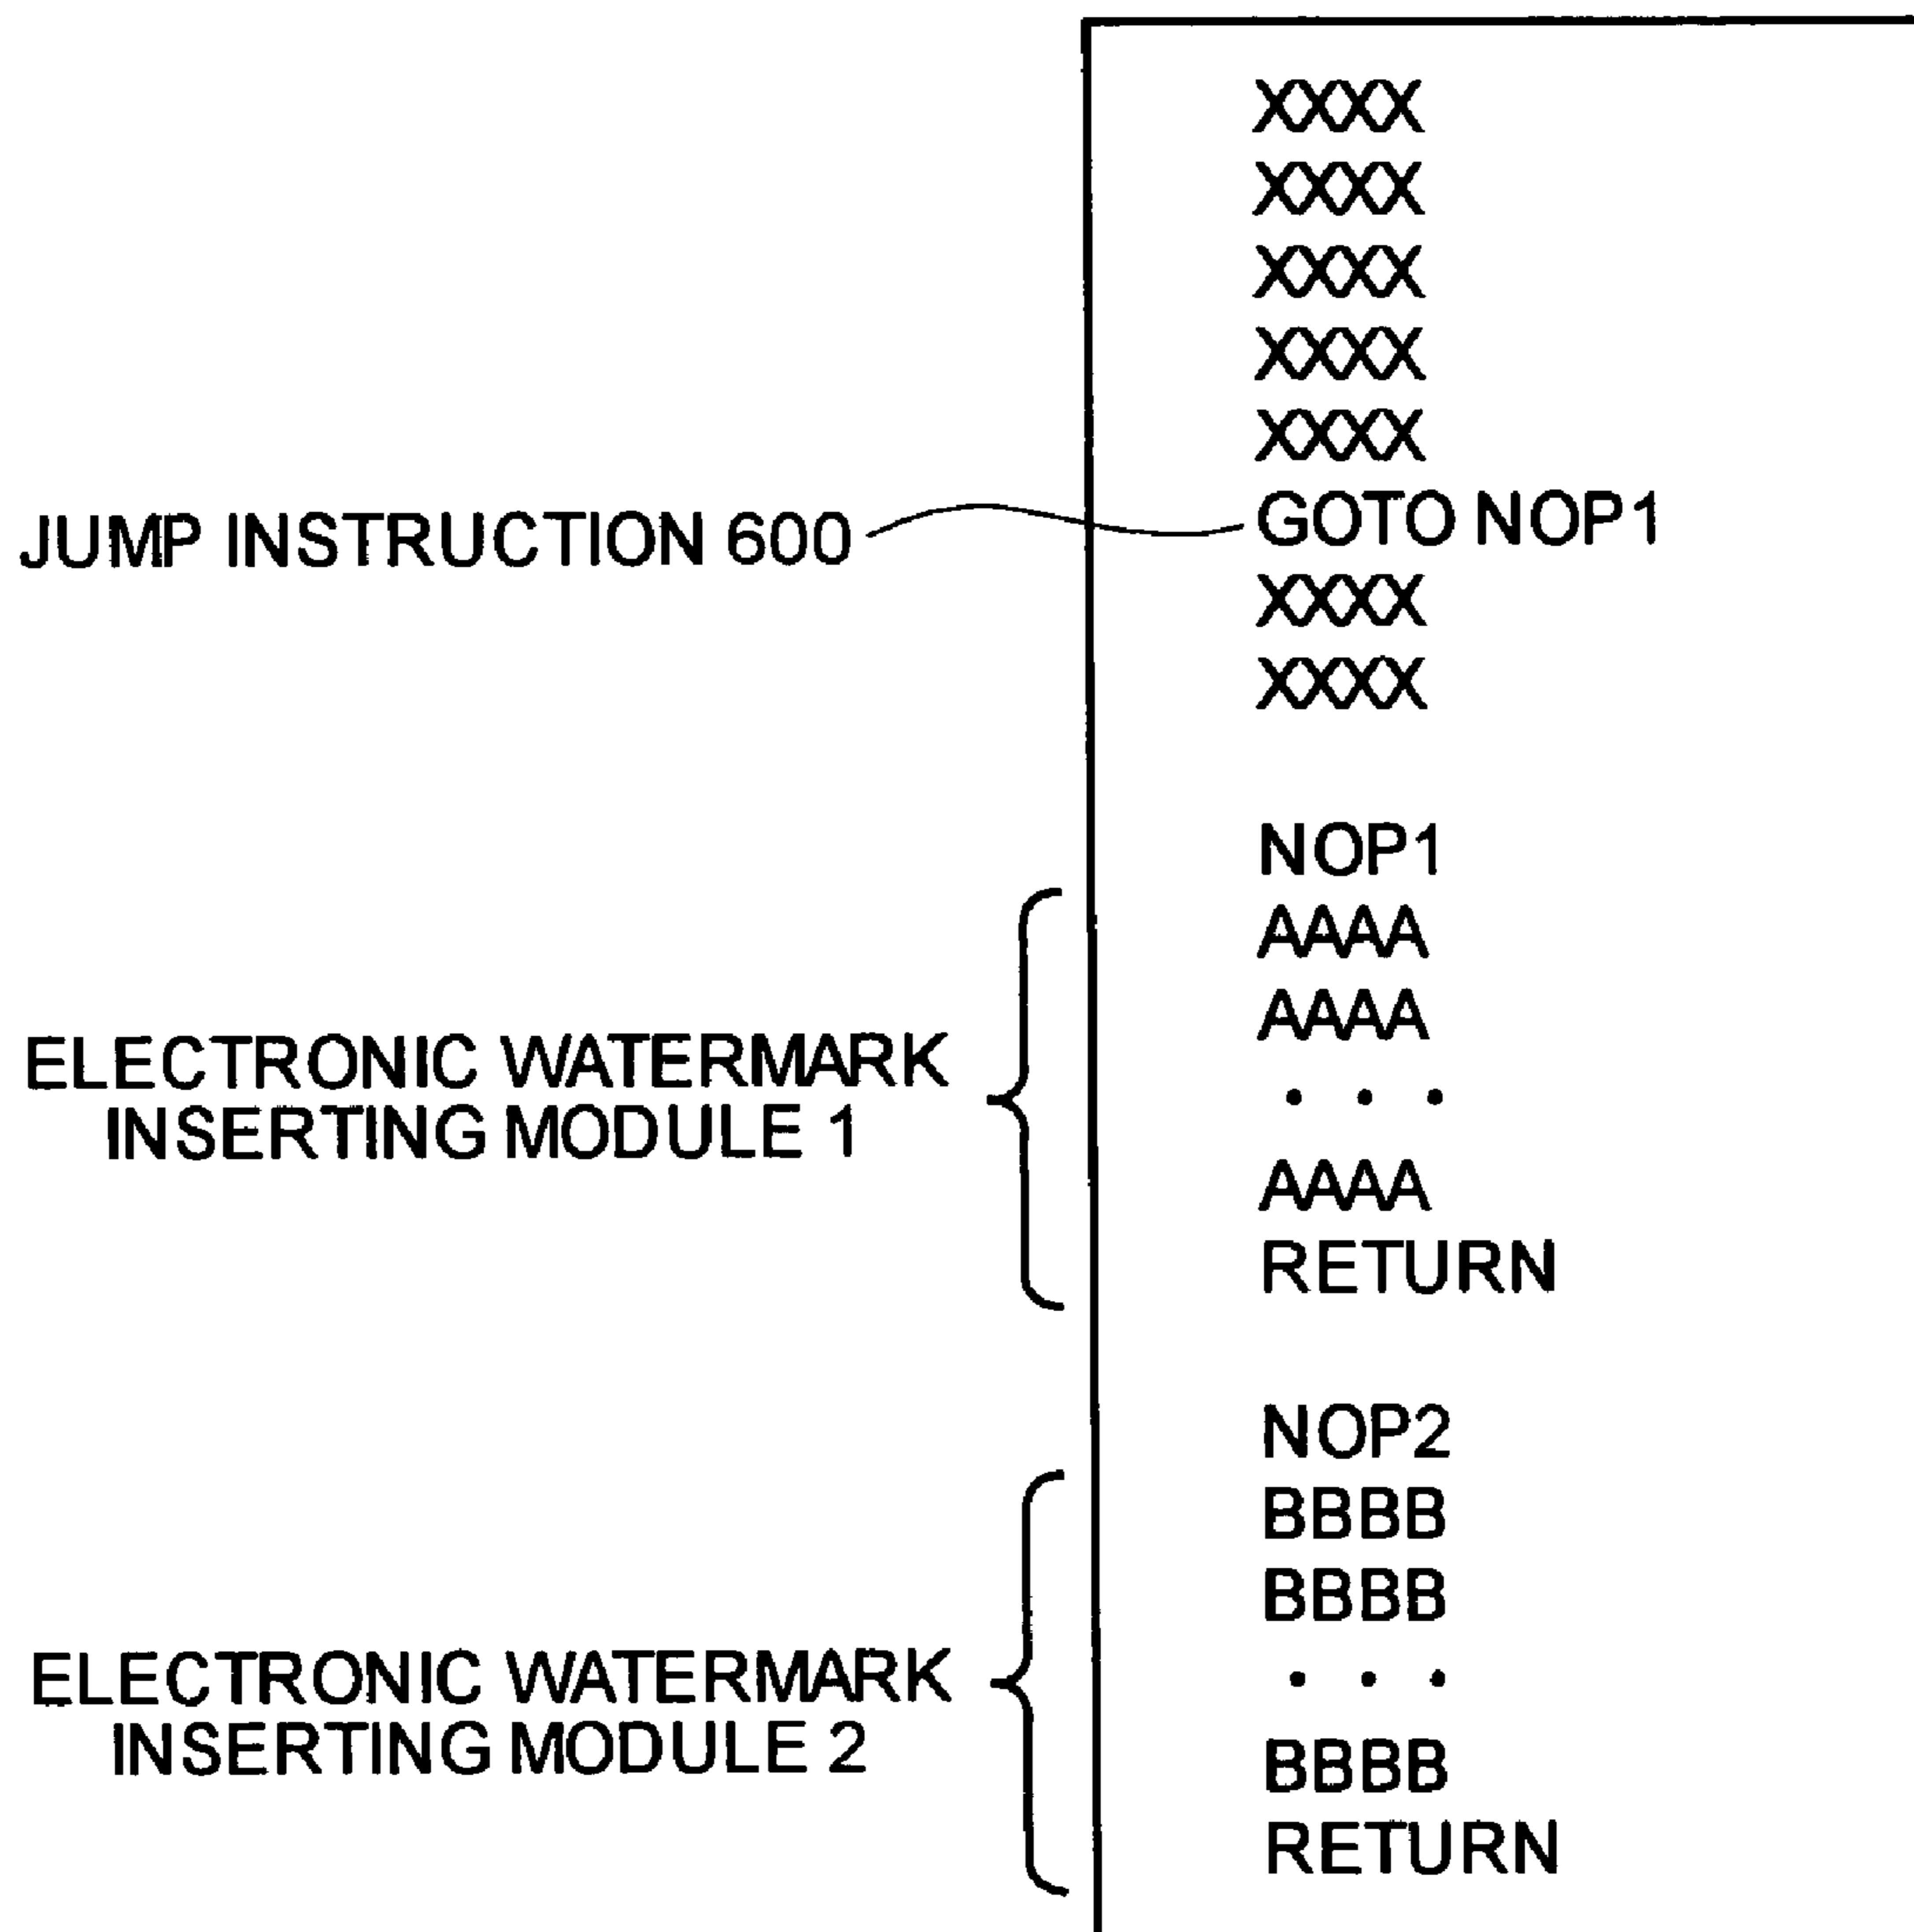 XXXX
XXXX
XXXX
XXXX
XXXX
JUMP INSTRUCTION 600
GOTO NOP1
XXXX
XXXX
NOP1
AAAA
AAAA
ELECTRONIC WATERMARK
INSERTING MODULE 1
. . .
AAAA
RETURN
NOP2
BBBB
BBBB
ELECTRONIC WATERMARK
INSERTING MODULE 2
. . .
BBBB
RETURN